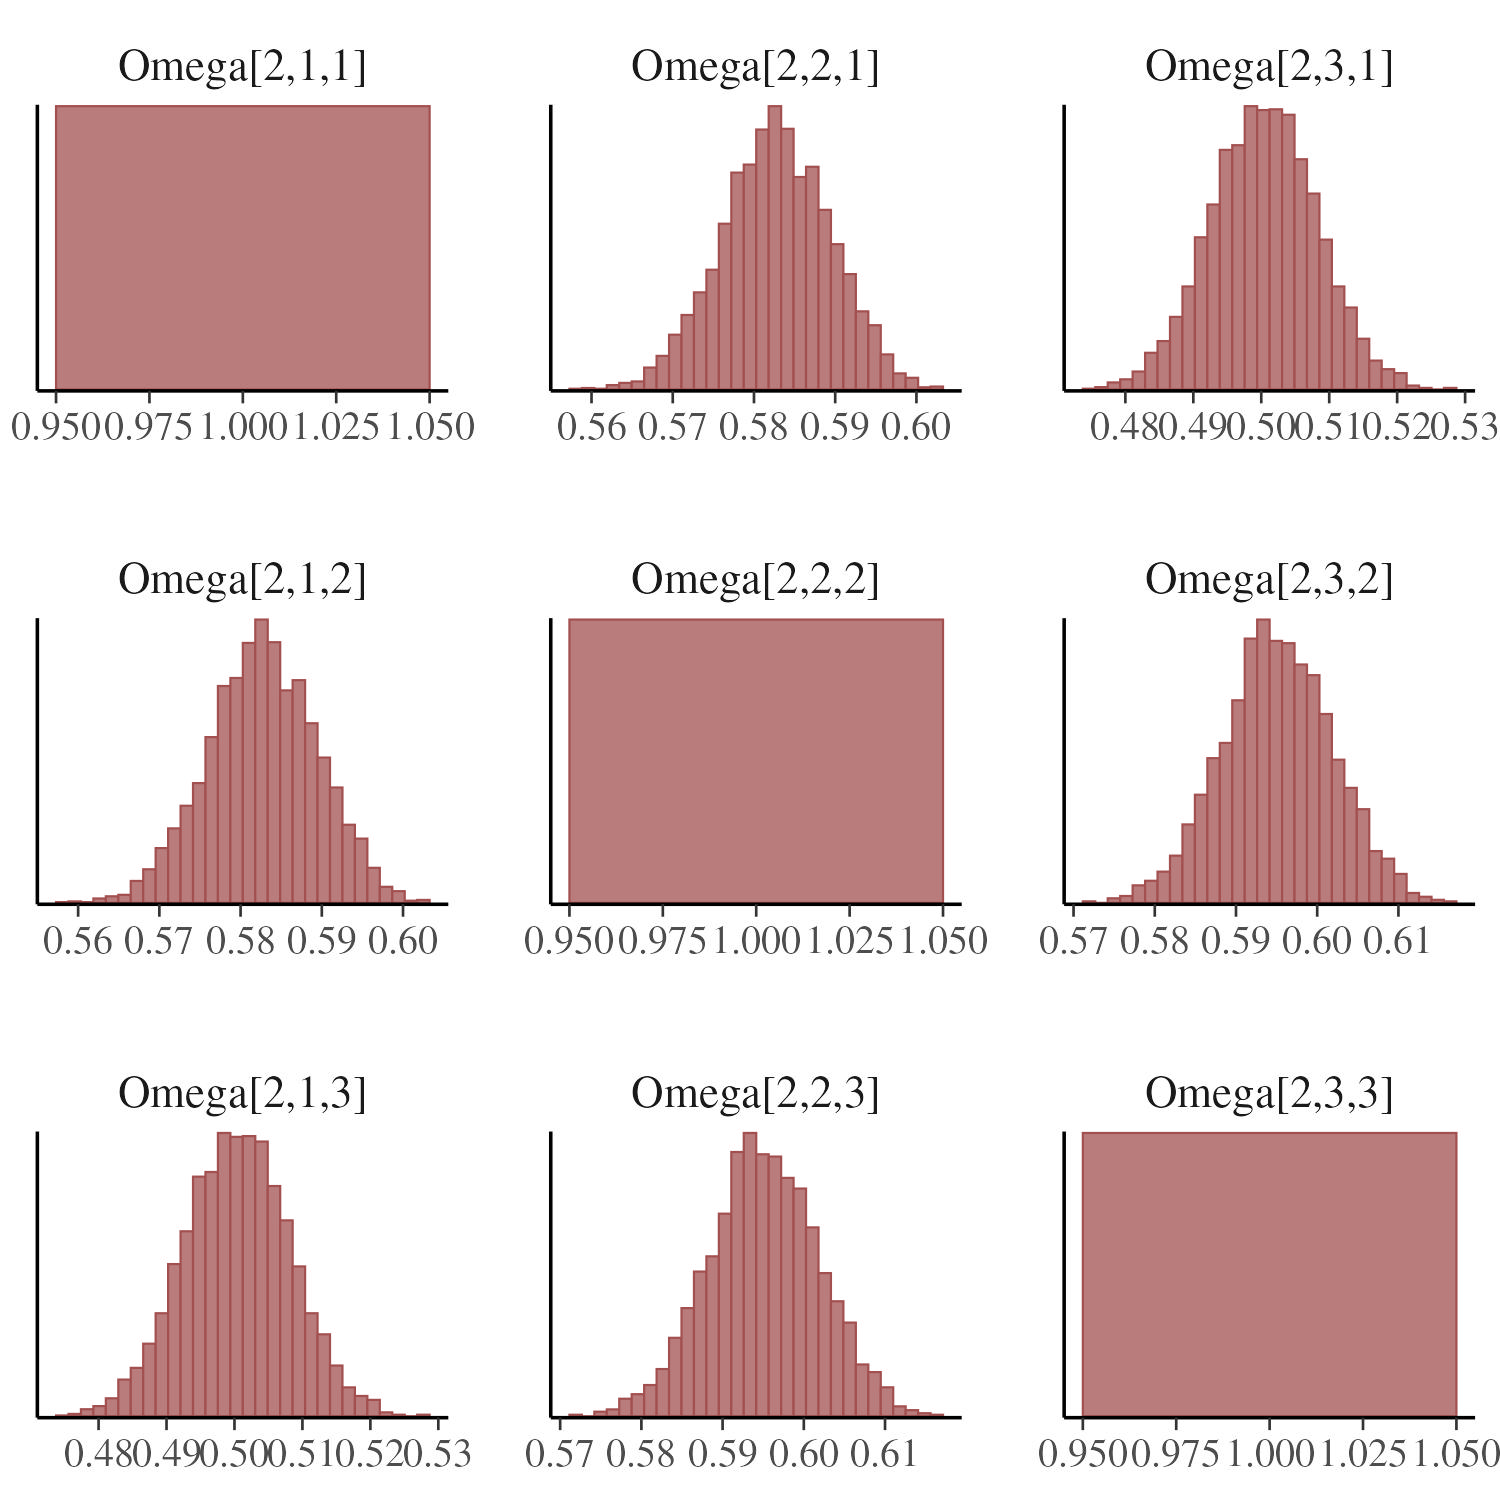 Omega[2,1,1] Omega[2,2,1] Omega[2,3,1]
0.950 0.975 1.000 1.025 1.050 0.56 0.57 0.58 0.59 0.60 0.48 0.49 0.50 0.51 0.52 0.53
Omega[2,1,2] Omega[2,2,2] Omega[2,3,2]
0.56 0.57 0.58 0.59 0.60 0.950 0.975 1.000 1.025 1.050 0.57 0.58 0.59 0.60 0.61
Omega[2,1,3] Omega[2,2,3] Omega[2,3,3]
0.48 0.49 0.50 0.51 0.52 0.53 0.57 0.58 0.59 0.60 0.61 0.950 0.975 1.000 1.025 1.050